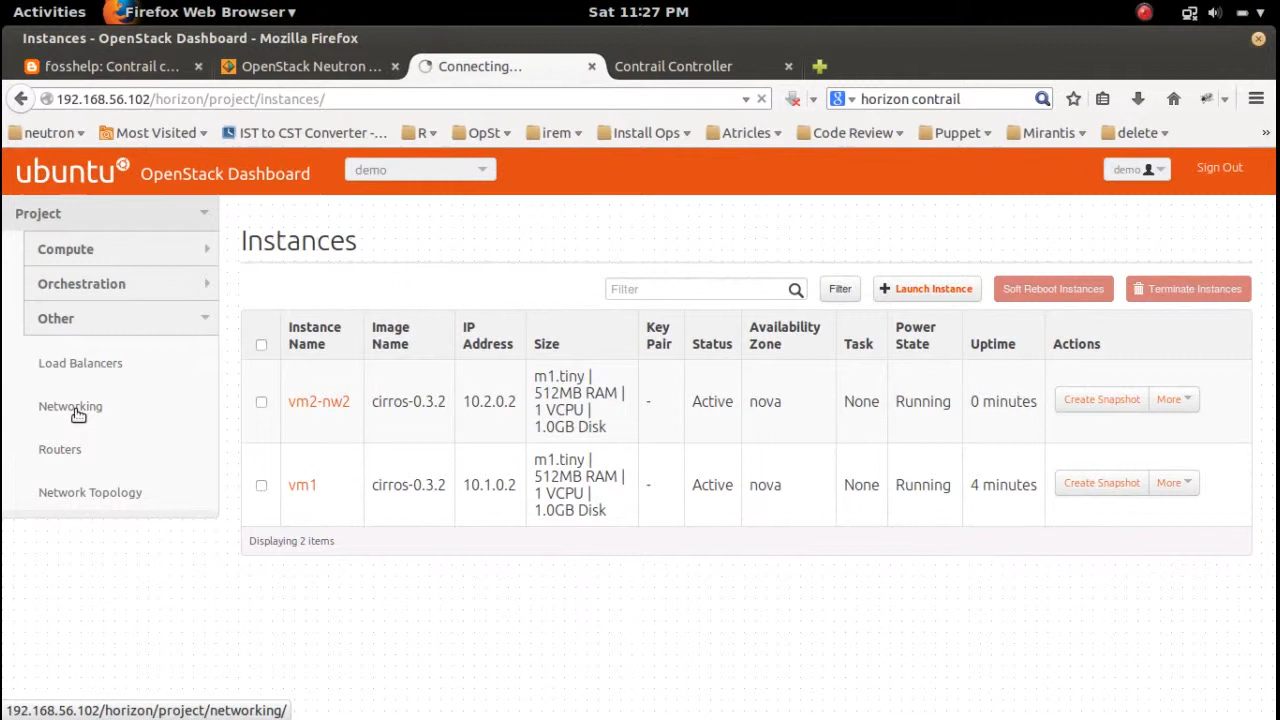 Activities Firefox Web Browser ▾ Sat 11:27 PM
Instances - OpenStack Dashboard - Mozilla Firefox
fosshelp: Contrail c... OpenStack Neutron ... Connecting... Contrail Controller
192.168.56.102/horizon/project/instances/ horizon contrail
neutron Most Visited IST to CST Converter -... R OpSt irem Install Ops Atricles Code Review Puppet Mirantis delete »
ubuntu OpenStack Dashboard demo demo Sign Out
Project
Compute
Orchestration
Other
Load Balancers
Networking
Routers
Network Topology
Instances
Filter Filter Launch Instance Soft Reboot Instances Terminate Instances
Instance Name Image Name IP Address Size Key Pair Status Availability Zone Task Power State Uptime Actions
vm2-nw2 cirros-0.3.2 10.2.0.2 m1.tiny | 512MB RAM | 1 VCPU | 1.0GB Disk - Active nova None Running 0 minutes Create Snapshot More
vm1 cirros-0.3.2 10.1.0.2 m1.tiny | 512MB RAM | 1 VCPU | 1.0GB Disk - Active nova None Running 4 minutes Create Snapshot More
Displaying 2 items
192.168.56.102/horizon/project/networking/